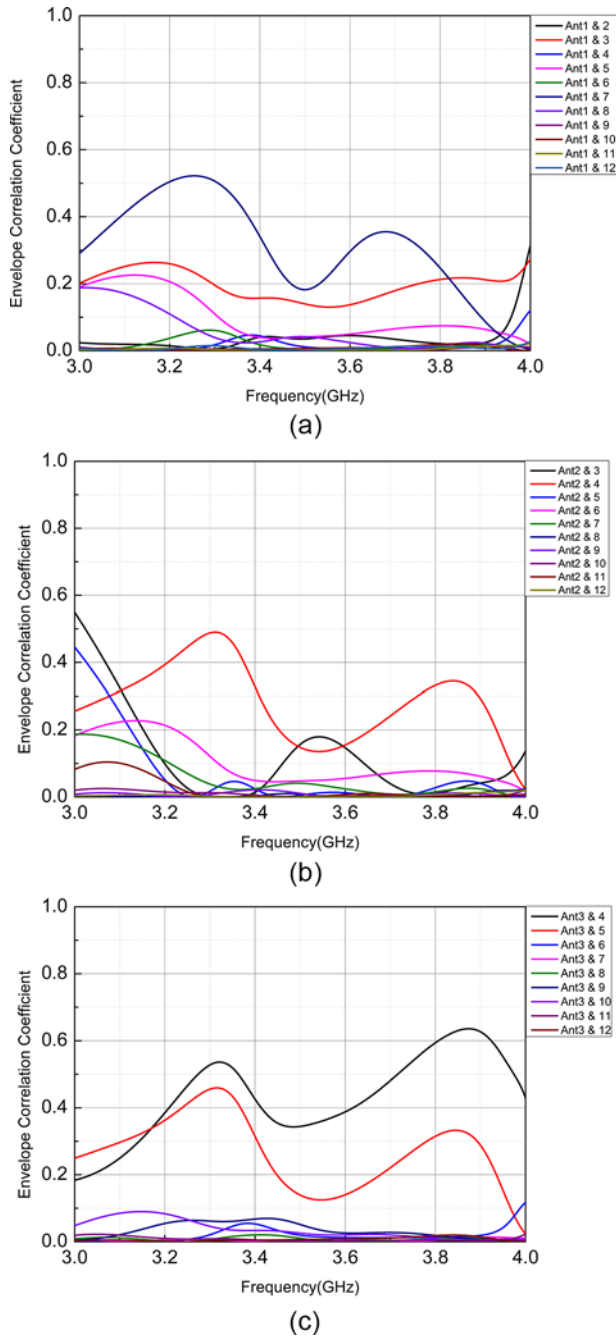 1.0
0.8
0.6
0.4
0.2
0.0
Envelope Correlation Coefficient
3.0 3.2 3.4 3.6 3.8 4.0
Frequency(GHz)
Ant1 & 2
Ant1 & 3
Ant1 & 4
Ant1 & 5
Ant1 & 6
Ant1 & 7
Ant1 & 8
Ant1 & 9
Ant1 & 10
Ant1 & 11
Ant1 & 12
(a)
1.0
0.8
0.6
0.4
0.2
0.0
Envelope Correlation Coefficient
3.0 3.2 3.4 3.6 3.8 4.0
Frequency(GHz)
Ant2 & 3
Ant2 & 4
Ant2 & 5
Ant2 & 6
Ant2 & 7
Ant2 & 8
Ant2 & 9
Ant2 & 10
Ant2 & 11
Ant2 & 12
(b)
1.0
0.8
0.6
0.4
0.2
0.0
Envelope Correlation Coefficient
3.0 3.2 3.4 3.6 3.8 4.0
Frequency(GHz)
Ant3 & 4
Ant3 & 5
Ant3 & 6
Ant3 & 7
Ant3 & 8
Ant3 & 9
Ant3 & 10
Ant3 & 11
Ant3 & 12
(c)